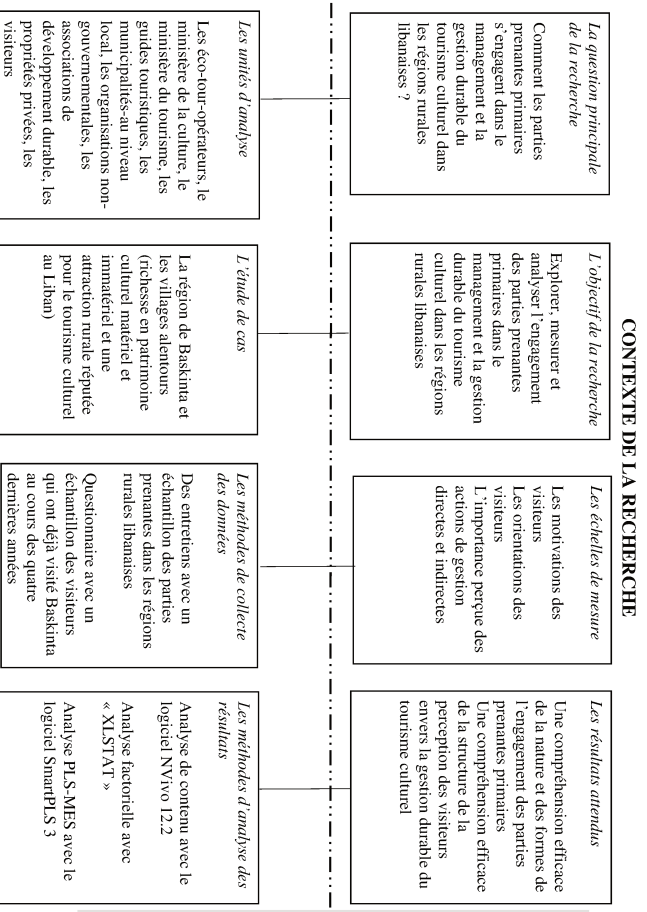 CONTEXTE DE LA RECHERCHE
La question principale
de la recherche
Comment les parties
prenantes primaires
s'engagent dans le
management et la
gestion durable du
tourisme culturel dans
les régions rurales
libanaises ?
L'objectif de la recherche
Explorer, mesurer et
analyser l'engagement
des parties prenantes
primaires dans le
management et la gestion
durable du tourisme
culturel dans les régions
rurales libanaises
Les échelles de mesure
Les motivations des
visiteurs
Les orientations des
visiteurs
L'importance perçue des
actions de gestion
directes et indirectes
Les résultats attendus
Une compréhension efficace
de la nature et des formes de
l'engagement des parties
prenantes primaires
Une compréhension efficace
de la structure de la
perception des visiteurs
envers la gestion durable du
tourisme culturel
Les unités d'analyse
Les éco-tour-opérateurs, le
ministère de la culture, le
ministère du tourisme, les
guides touristiques, les
municipalités-au niveau
local, les organisations non-
gouvernementales, les
associations de
développement durable, les
propriétés privées, les
visiteurs
L'étude de cas
La région de Baskinta et
les villages alentours
(richesse en patrimoine
culturel matériel et
immatériel et une
attraction rurale réputée
pour le tourisme culturel
au Liban)
Les méthodes de collecte
des données
Des entretiens avec un
échantillon des parties
prenantes dans les régions
rurales libanaises
Questionnaire avec un
échantillon des visiteurs
qui ont déjà visité Baskinta
au cours des quatre
dernières années
Les méthodes d'analyse des
résultats
Analyse de contenu avec le
logiciel NVivo 12.2
Analyse factorielle avec
« XLSTAT »
Analyse PLS-MES avec le
logiciel SmartPLS 3